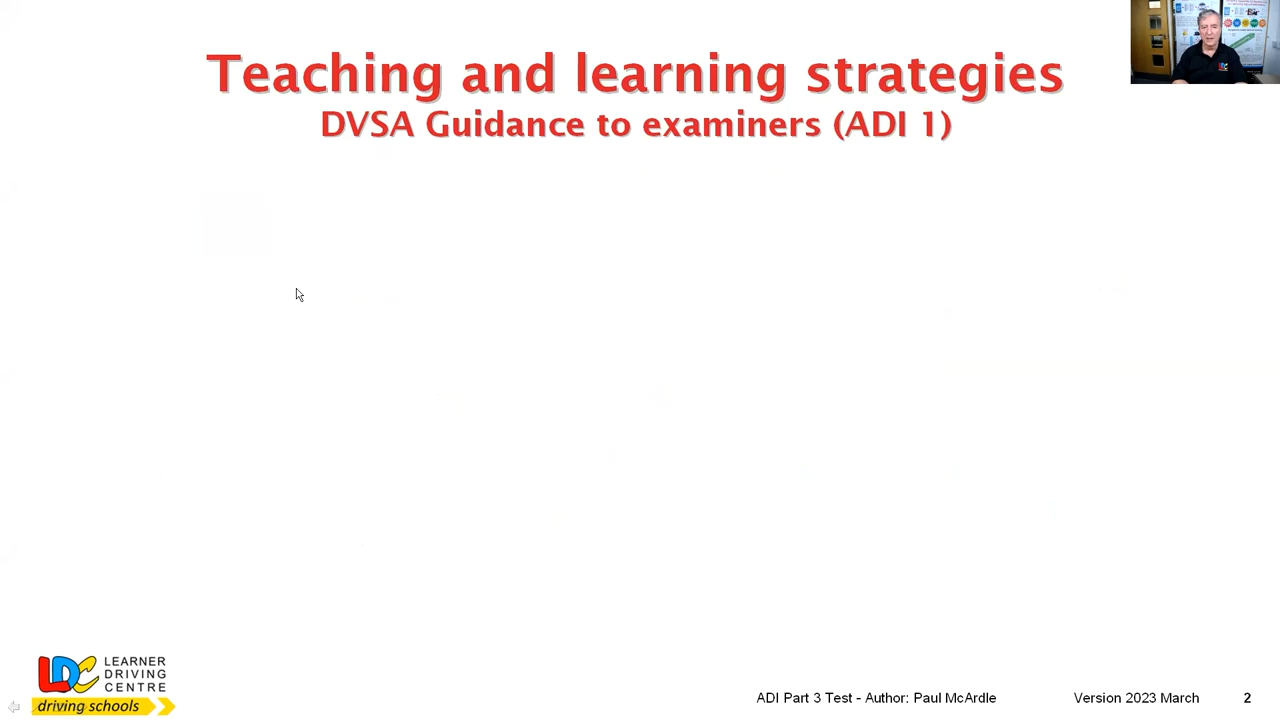 Teaching and learning strategies
DVSA Guidance to examiners (ADI 1)
LDC LEARNER
DRIVING
CENTRE
driving schools
ADI Part 3 Test - Author: Paul McArdle
Version 2023 March
2